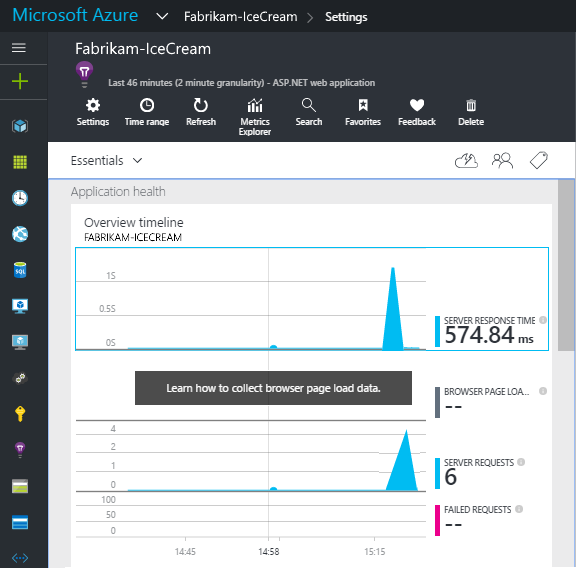 Microsoft Azure Fabrikam-IceCream Settings
Fabrikam-IceCream
Last 46 minutes (2 minute granularity) - ASP.NET web application
Settings Time range Refresh Metrics Explorer Search Favorites Feedback Delete
Essentials
Application health
Overview timeline
FABRIKAM-ICECREAM
1S
0.5S
0S
SERVER RESPONSE TIME
574.84 ms
Learn how to collect browser page load data.
BROWSER PAGE LOA...
--
4
2
1
0
SERVER REQUESTS
6
100
50
0
FAILED REQUESTS
--
14:45 14:58 15:15
SQL